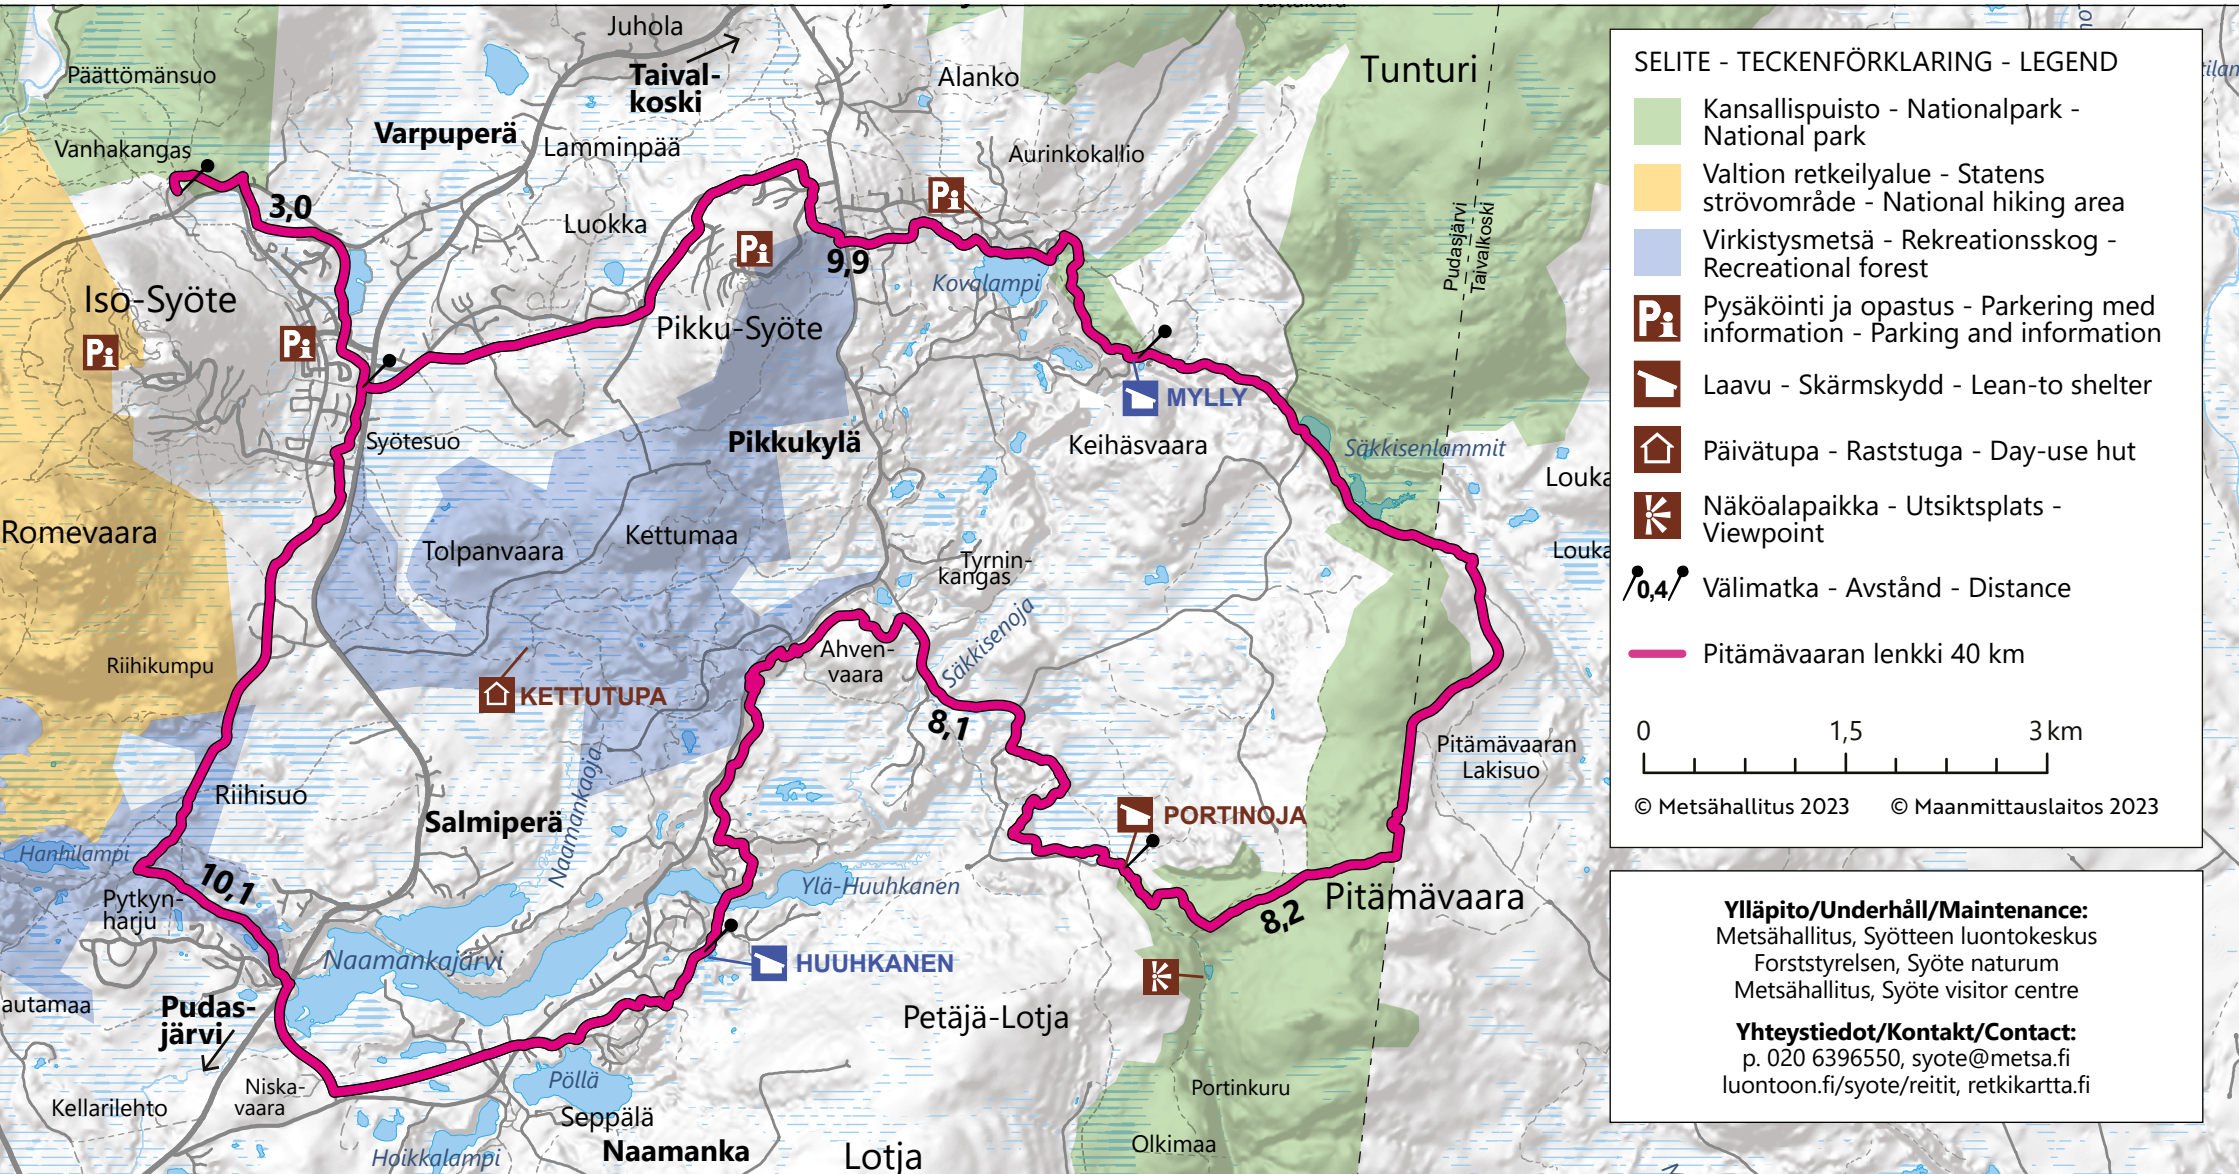 Juhola
Taival-
koski
Alanko
Tunturi
Päättömänsuo
Varpuperä
Lamminpää
Vanhakangas
Aurinkokallio
3,0
Luokka
Pi
Pi
9,9
Kovalampi
Pudasjärvi
Taivalkoski
Iso-Syöte
Pi
Pi
Pikku-Syöte
MYLLY
Syötesuo
Pikkukylä
Keihäsvaara
Säkkisenlammit
Louka
Romevaara
Tolpanvaara
Kettumaa
Tyrnin-
kangas
Louka
Säkkisenoja
Riihikumpu
Ahven-
vaara
KETTUTUPA
8,1
Pitämävaaran
Lakisuo
Naamankaoja
Riihisuo
Salmiperä
PORTINOJA
Hanhilampi
10,1
Pytkyn-
harju
Ylä-Huuhkanen
Pitämävaara
8,2
Naamankajärvi
HUUHKANEN
autamaa
Pudas-
järvi
Petäjä-Lotja
Niska-
vaara
Kellarilehto
Pöllä
Seppälä
Portinkuru
Naamanka
Hoikkalampi
Lotja
Olkimaa
SELITE - TECKENFÖRKLARING - LEGEND
Kansallispuisto - Nationalpark -
National park
Valtion retkeilyalue - Statens
strövområde - National hiking area
Virkistysmetsä - Rekreationsskog -
Recreational forest
Pi
Pysäköinti ja opastus - Parkering med
information - Parking and information
Laavu - Skärmskydd - Lean-to shelter
Päivätupa - Raststuga - Day-use hut
Näköalapaikka - Utsiktsplats -
Viewpoint
0,4
Välimatka - Avstånd - Distance
Pitämävaaran lenkki 40 km
0 1,5 3 km
© Metsähallitus 2023 © Maanmittauslaitos 2023
Ylläpito/Underhåll/Maintenance:
Metsähallitus, Syötteen luontokeskus
Forststyrelsen, Syöte naturum
Metsähallitus, Syöte visitor centre
Yhteystiedot/Kontakt/Contact:
p. 020 6396550, syote@metsa.fi
luontoon.fi/syote/reitit, retkikartta.fi